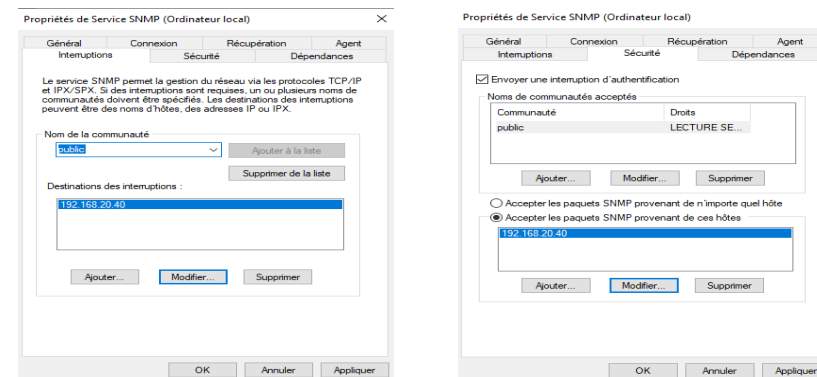 Propriétés de Service SNMP (Ordinateur local)
Général Connexion Récupération Agent
Interruptions Sécurité Dépendances
Le service SNMP permet la gestion du réseau via les protocoles TCP/IP
et IPX/SPX. Si des interruptions sont requises, un ou plusieurs noms de
communautés doivent être spécifiés. Les destinations des interruptions
peuvent être des noms d'hôtes, des adresses IP ou IPX.
Nom de la communauté
public
Ajouter à la liste
Supprimer de la liste
Destinations des interruptions :
192.168.20.40
Ajouter... Modifier... Supprimer
OK Annuler Appliquer
Propriétés de Service SNMP (Ordinateur local)
Général Connexion Récupération Agent
Interruptions Sécurité Dépendances
Envoyer une interruption d'authentification
Noms de communautés acceptés
Communauté Droits
public LECTURE SE...
Ajouter... Modifier... Supprimer
Accepter les paquets SNMP provenant de n'importe quel hôte
Accepter les paquets SNMP provenant de ces hôtes
192.168.20.40
Ajouter... Modifier... Supprimer
OK Annuler Appliquer